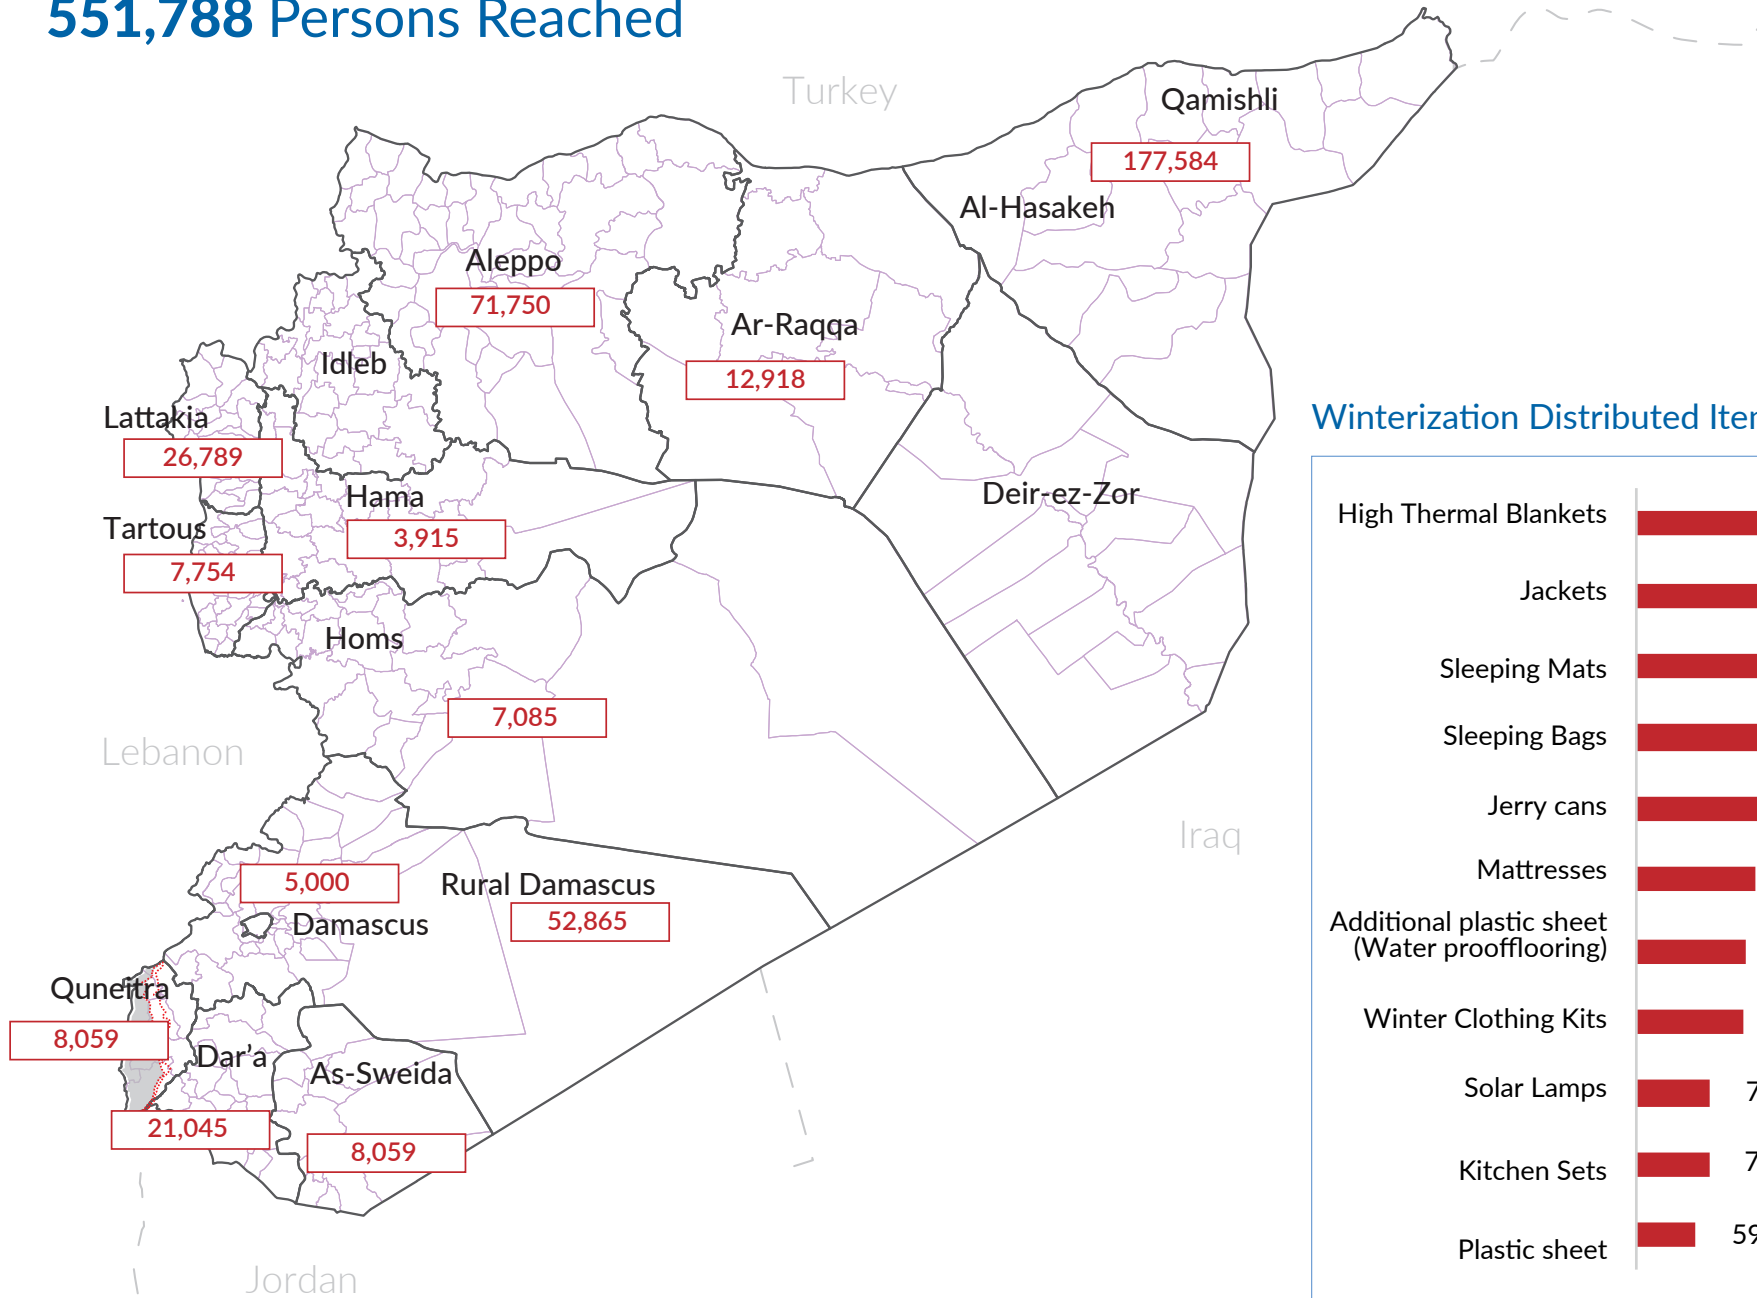 551,788 Persons Reached
Turkey
Qamishli
177,584
Al-Hasakeh
Aleppo
71,750
Ar-Raqqa
12,918
Idleb
Lattakia
26,789
Hama
3,915
Tartous
7,754
Deir-ez-Zor
Homs
7,085
Lebanon
Iraq
5,000
Rural Damascus
52,865
Damascus
Quneitra
8,059
Dar’a
21,045
As-Sweida
8,059
Jordan
Winterization Distributed
High Thermal Blankets
Jackets
Sleeping Mats
Sleeping Bags
Jerry cans
Mattresses
Additional plastic sheet
(Water proofflooring)
Winter Clothing Kits
Solar Lamps
Kitchen Sets
Plastic sheet